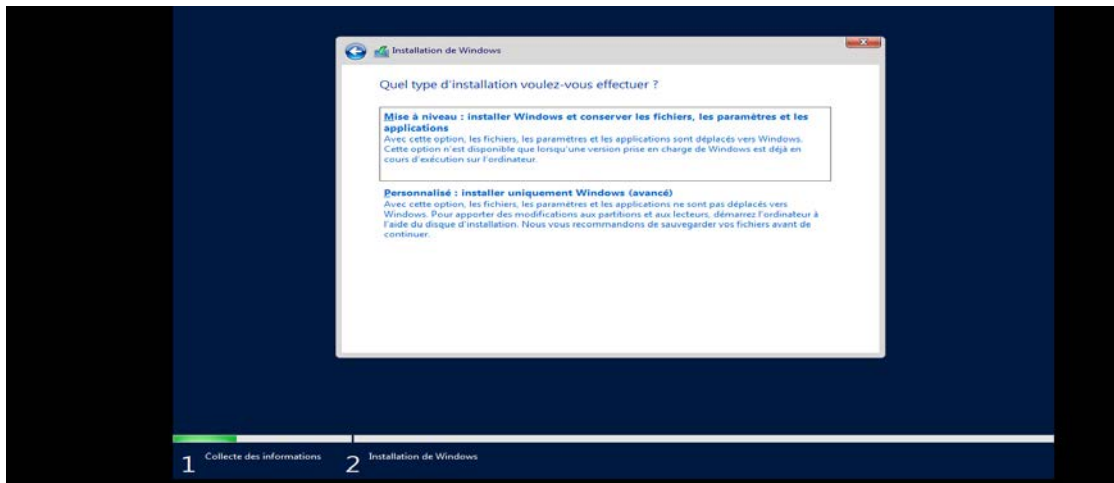 Installation de Windows
Quel type d'installation voulez-vous effectuer ?
Mise à niveau : installer Windows et conserver les fichiers, les paramètres et les
applications
Avec cette option, les fichiers, les paramètres et les applications sont déplacés vers Windows.
Cette option n'est disponible que lorsqu'une version prise en charge de Windows est déjà en
cours d'exécution sur l'ordinateur.
Personnalisé : installer uniquement Windows (avancé)
Avec cette option, les fichiers, les paramètres et les applications ne sont pas déplacés vers
Windows. Pour apporter des modifications aux partitions et aux lecteurs, démarrez l'ordinateur à
l'aide du disque d'installation. Nous vous recommandons de sauvegarder vos fichiers avant de
continuer.
1 Collecte des informations 2 Installation de Windows